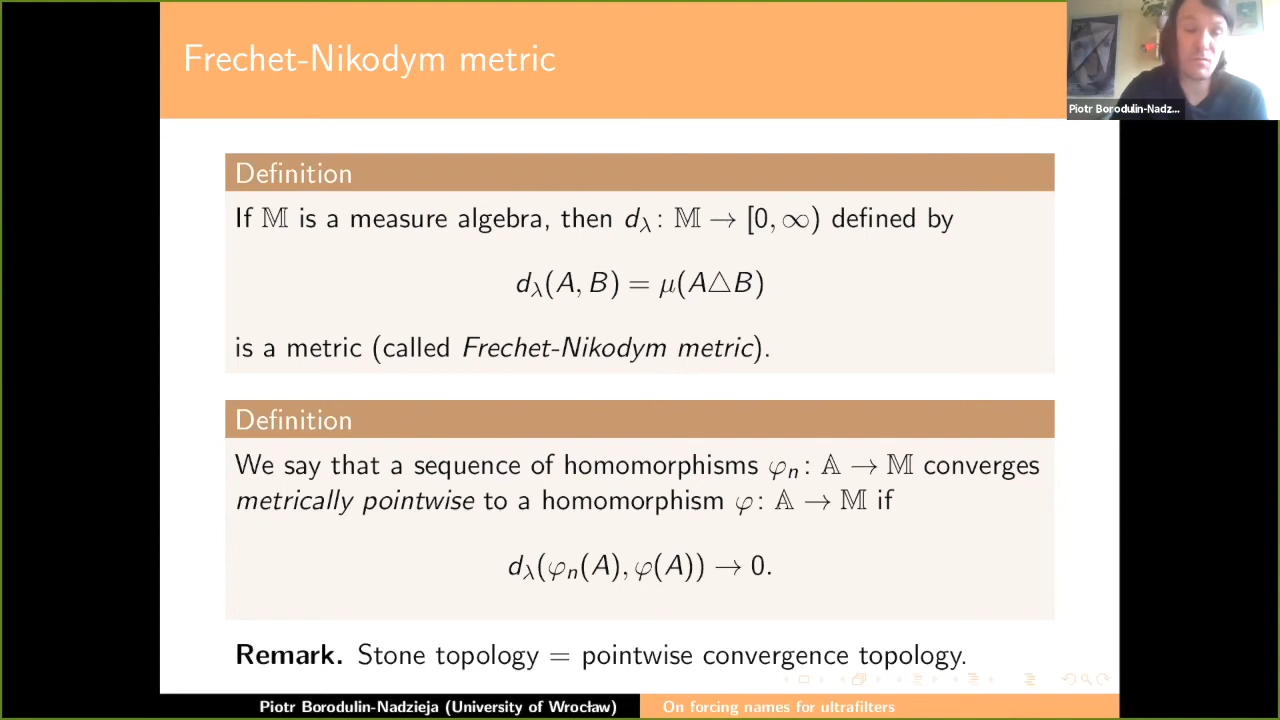 Frechet-Nikodym metric
Piotr Borodulin-Nadz...
Definition
If 𝕄 is a measure algebra, then d_λ : 𝕄 → [0, ∞) defined by
d_λ(A, B) = μ(A△B)
is a metric (called Frechet-Nikodym metric).
Definition
We say that a sequence of homomorphisms φ_n : 𝔸 → 𝕄 converges
metrically pointwise to a homomorphism φ : 𝔸 → 𝕄 if
d_λ(φ_n(A), φ(A)) → 0.
Remark. Stone topology = pointwise convergence topology.
Piotr Borodulin-Nadzieja (University of Wrocław)
On forcing names for ultrafilters